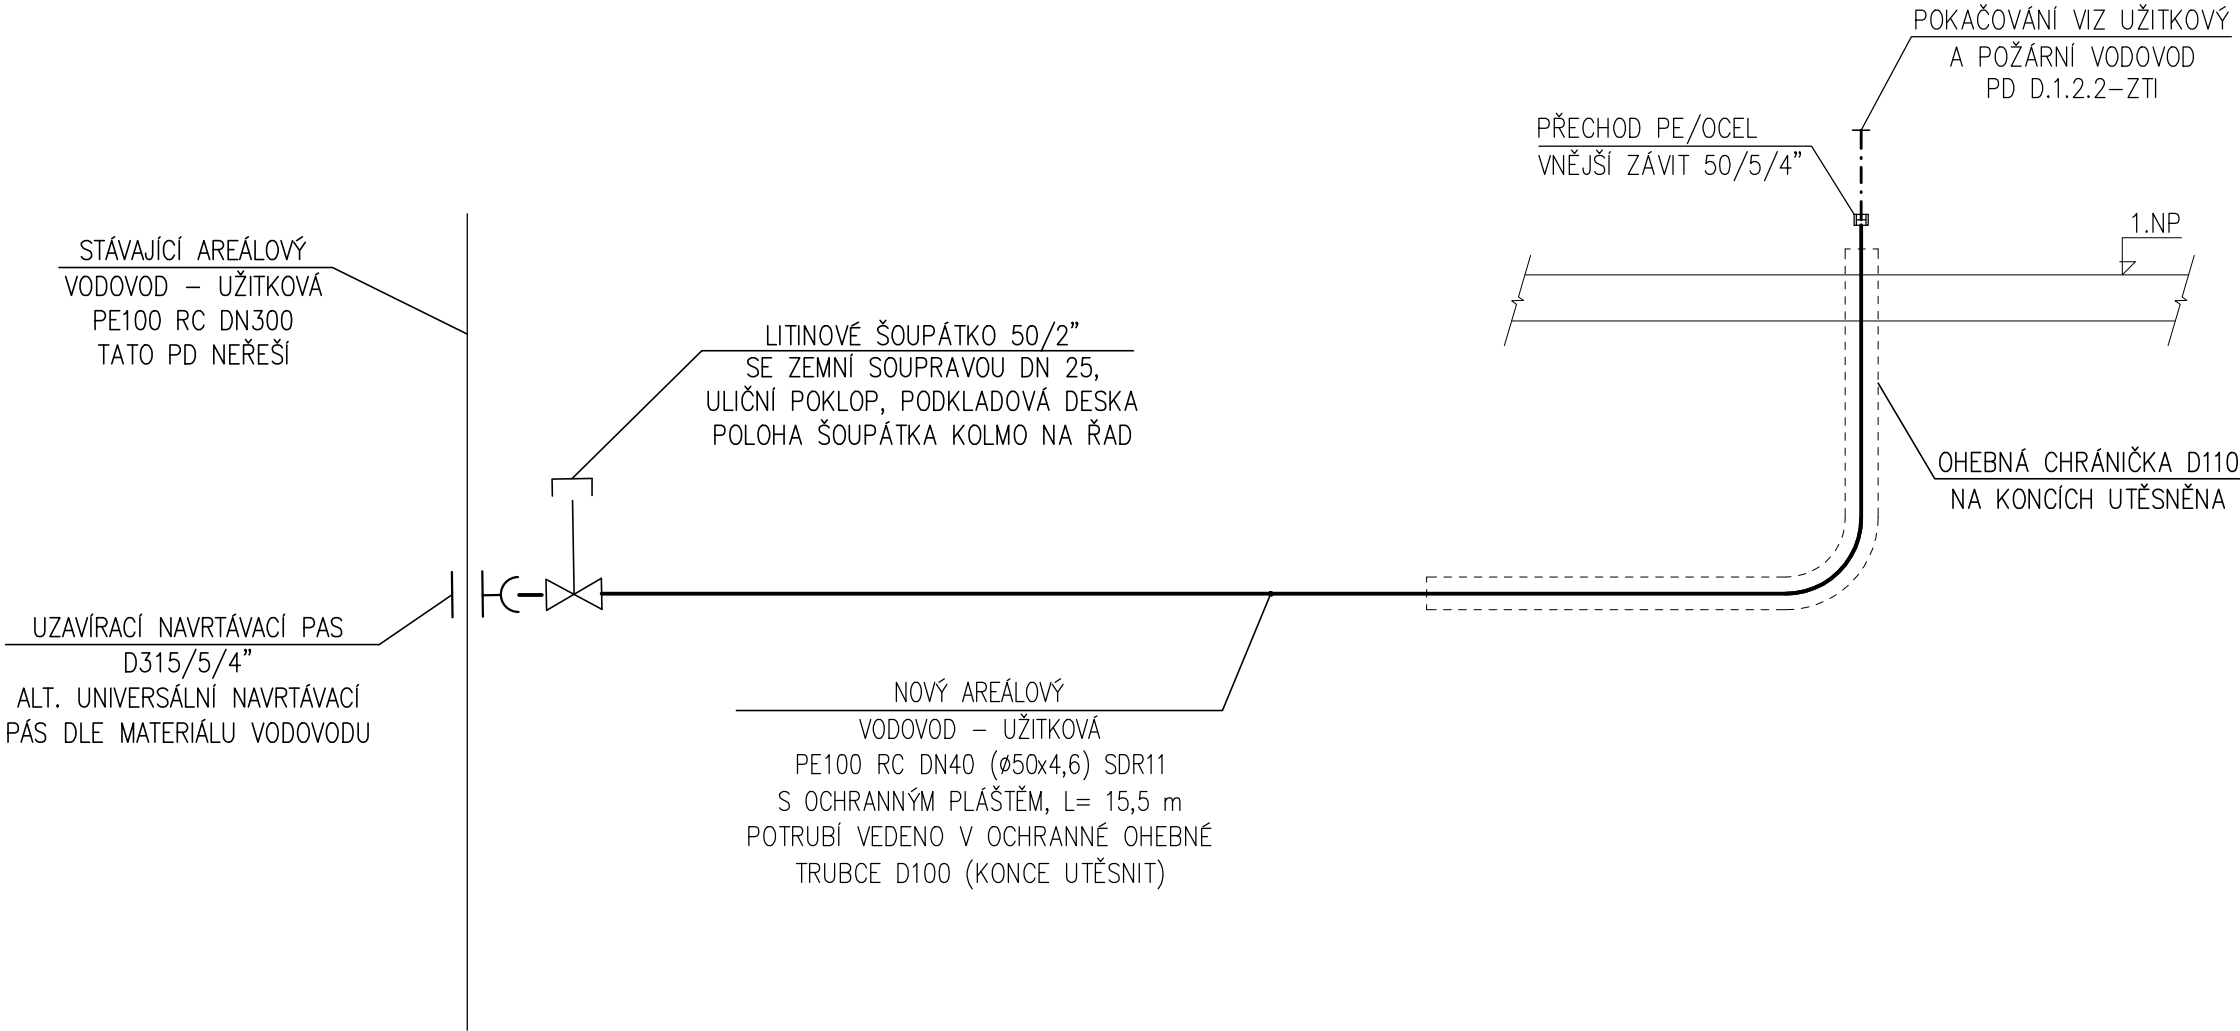 POKAČOVÁNÍ VIZ UŽITKOVÝ
A POŽÁRNÍ VODOVOD
PD D.1.2.2-ZTI
PŘECHOD PE/OCEL
VNĚJŠÍ ZÁVIT 50/5/4"
1.NP
STÁVAJÍCÍ AREÁLOVÝ
VODOVOD - UŽITKOVÁ
PE100 RC DN300
TATO PD NEŘEŠÍ
LITINOVÉ ŠOUPÁTKO 50/2"
SE ZEMNÍ SOUPRAVOU DN 25,
ULIČNÍ POKLOP, PODKLADOVÁ DESKA
POLOHA ŠOUPÁTKA KOLMO NA ŘAD
OHEBNÁ CHRÁNIČKA D110
NA KONCÍCH UTĚSNĚNA
UZAVÍRACÍ NAVRTÁVACÍ PAS
D315/5/4"
ALT. UNIVERSÁLNÍ NAVRTÁVACÍ
PÁS DLE MATERIÁLU VODOVODU
NOVÝ AREÁLOVÝ
VODOVOD - UŽITKOVÁ
PE100 RC DN40 (ø50x4,6) SDR11
S OCHRANNÝM PLÁŠTĚM, L= 15,5 m
POTRUBÍ VEDENO V OCHRANNÉ OHEBNÉ
TRUBCE D100 (KONCE UTĚSNIT)